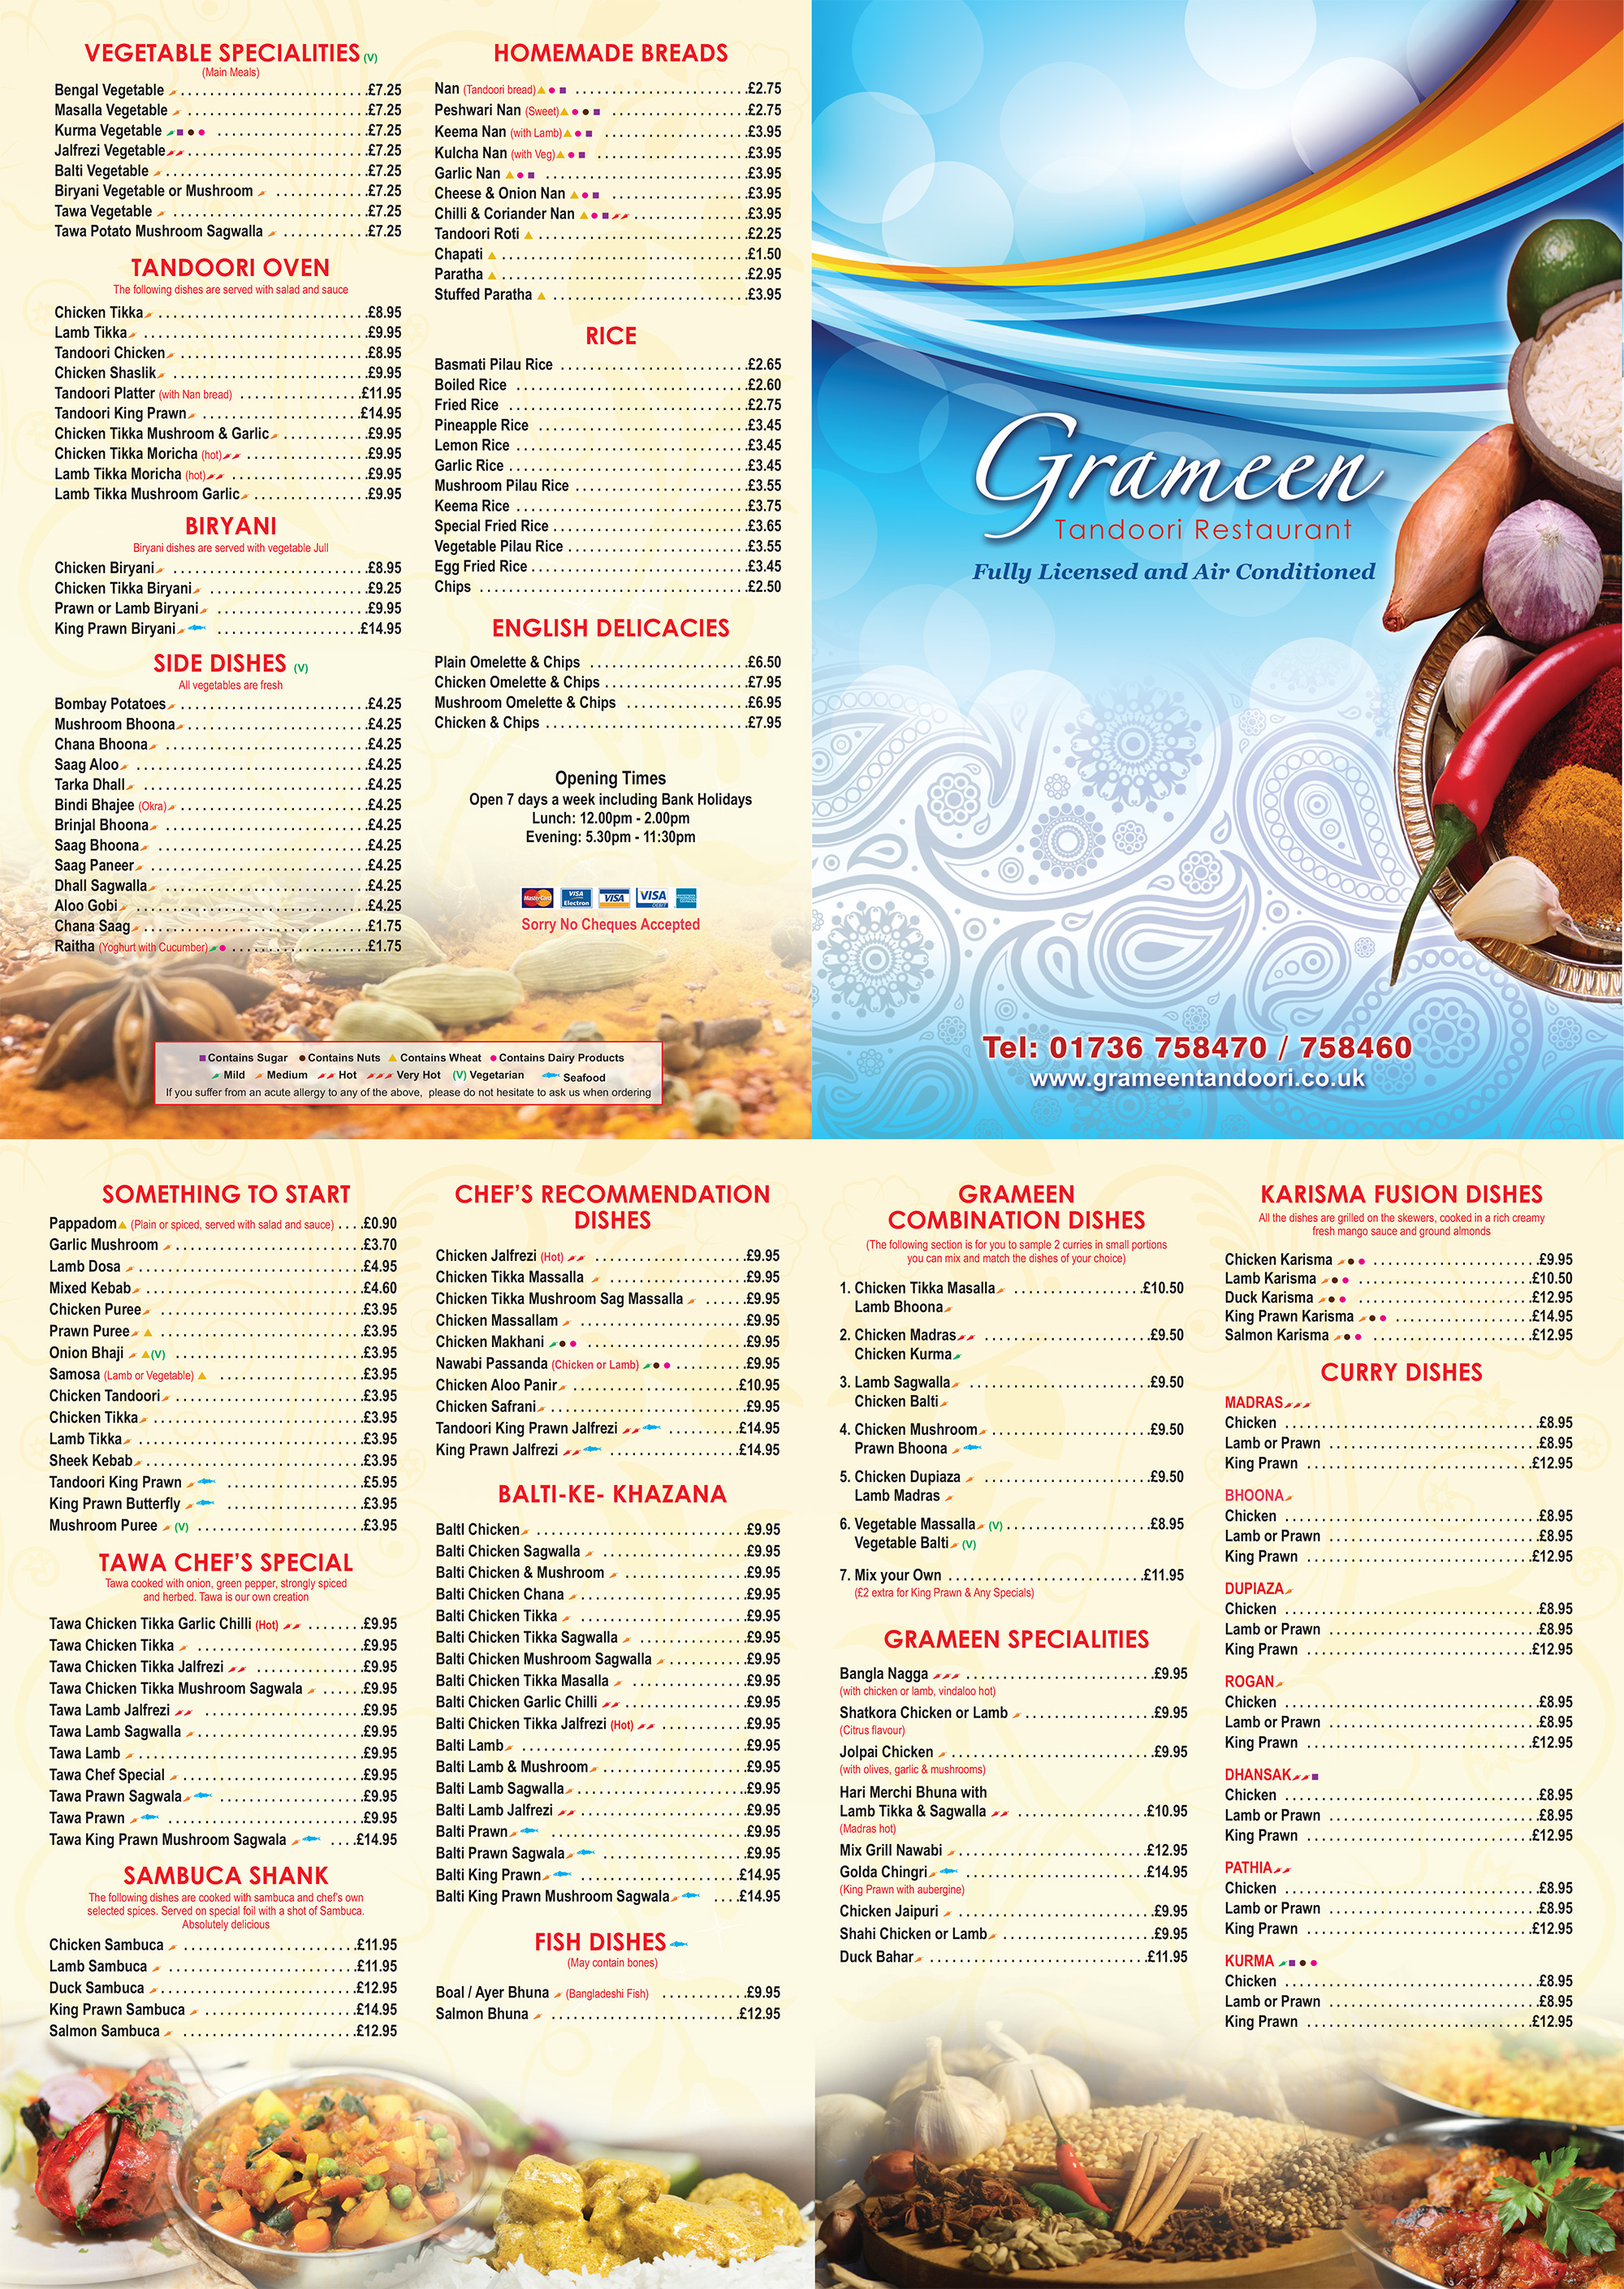 VEGETABLE SPECIALITIES (V)
(Main Meals)
Bengal Vegetable £7.25
Masalla Vegetable £7.25
Kurma Vegetable £7.25
Jalfrezi Vegetable £7.25
Balti Vegetable £7.25
Biryani Vegetable or Mushroom £7.25
Tawa Vegetable £7.25
Tawa Potato Mushroom Sagwalla £7.25
TANDOORI OVEN
The following dishes are served with salad and sauce
Chicken Tikka £8.95
Lamb Tikka £9.95
Tandoori Chicken £8.95
Chicken Shaslik £9.95
Tandoori Platter (with Nan bread) £11.95
Tandoori King Prawn £14.95
Chicken Tikka Mushroom & Garlic £9.95
Chicken Tikka Moricha (hot) £9.95
Lamb Tikka Moricha (hot) £9.95
Lamb Tikka Mushroom Garlic £9.95
BIRYANI
Biryani dishes are served with vegetable Jull
Chicken Biryani £8.95
Chicken Tikka Biryani £9.25
Prawn or Lamb Biryani £9.95
King Prawn Biryani £14.95
SIDE DISHES (V)
All vegetables are fresh
Bombay Potatoes £4.25
Mushroom Bhoona £4.25
Chana Bhoona £4.25
Saag Aloo £4.25
Tarka Dhall £4.25
Bindi Bhajee (Okra) £4.25
Brinjal Bhoona £4.25
Saag Bhoona £4.25
Saag Paneer £4.25
Dhall Sagwalla £4.25
Aloo Gobi £4.25
Chana Saag £1.75
Raitha (Yoghurt with Cucumber) £1.75
HOMEMADE BREADS
Nan (Tandoori bread) £2.75
Peshwari Nan (Sweet) £2.75
Keema Nan (with Lamb) £3.95
Kulcha Nan (with Veg) £3.95
Garlic Nan £3.95
Cheese & Onion Nan £3.95
Chilli & Coriander Nan £3.95
Tandoori Roti £2.25
Chapati £1.50
Paratha £2.95
Stuffed Paratha £3.95
RICE
Basmati Pilau Rice £2.65
Boiled Rice £2.60
Fried Rice £2.75
Pineapple Rice £3.45
Lemon Rice £3.45
Garlic Rice £3.45
Mushroom Pilau Rice £3.55
Keema Rice £3.75
Special Fried Rice £3.65
Vegetable Pilau Rice £3.55
Egg Fried Rice £3.45
Chips £2.50
ENGLISH DELICACIES
Plain Omelette & Chips £6.50
Chicken Omelette & Chips £7.95
Mushroom Omelette & Chips £6.95
Chicken & Chips £7.95
Opening Times
Open 7 days a week including Bank Holidays
Lunch: 12.00pm - 2.00pm
Evening: 5.30pm - 11:30pm
MasterCard VISA Electron VISA VISA DEBIT
Sorry No Cheques Accepted
Contains Sugar Contains Nuts Contains Wheat Contains Dairy Products
Mild Medium Hot Very Hot (V) Vegetarian Seafood
If you suffer from an acute allergy to any of the above, please do not hesitate to ask us when ordering
Grameen
Tandoori Restaurant
Fully Licensed and Air Conditioned
Tel: 01736 758470 / 758460
www.grameentandoori.co.uk
SOMETHING TO START
Pappadom (Plain or spiced, served with salad and sauce) £0.90
Garlic Mushroom £3.70
Lamb Dosa £4.95
Mixed Kebab £4.60
Chicken Puree £3.95
Prawn Puree £3.95
Onion Bhaji (V) £3.95
Samosa (Lamb or Vegetable) £3.95
Chicken Tandoori £3.95
Chicken Tikka £3.95
Lamb Tikka £3.95
Sheek Kebab £3.95
Tandoori King Prawn £5.95
King Prawn Butterfly £3.95
Mushroom Puree (V) £3.95
TAWA CHEF'S SPECIAL
Tawa cooked with onion, green pepper, strongly spiced
and herbed. Tawa is our own creation
Tawa Chicken Tikka Garlic Chilli (Hot) £9.95
Tawa Chicken Tikka £9.95
Tawa Chicken Tikka Jalfrezi £9.95
Tawa Chicken Tikka Mushroom Sagwala £9.95
Tawa Lamb Jalfrezi £9.95
Tawa Lamb Sagwalla £9.95
Tawa Lamb £9.95
Tawa Chef Special £9.95
Tawa Prawn Sagwala £9.95
Tawa Prawn £9.95
Tawa King Prawn Mushroom Sagwala £14.95
SAMBUCA SHANK
The following dishes are cooked with sambuca and chef's own
selected spices. Served on special foil with a shot of Sambuca.
Absolutely delicious
Chicken Sambuca £11.95
Lamb Sambuca £11.95
Duck Sambuca £12.95
King Prawn Sambuca £14.95
Salmon Sambuca £12.95
CHEF'S RECOMMENDATION
DISHES
Chicken Jalfrezi (Hot) £9.95
Chicken Tikka Massalla £9.95
Chicken Tikka Mushroom Sag Massalla £9.95
Chicken Massallam £9.95
Chicken Makhani £9.95
Nawabi Passanda (Chicken or Lamb) £9.95
Chicken Aloo Panir £10.95
Chicken Safrani £9.95
Tandoori King Prawn Jalfrezi £14.95
King Prawn Jalfrezi £14.95
BALTI-KE- KHAZANA
BaltI Chicken £9.95
Balti Chicken Sagwalla £9.95
Balti Chicken & Mushroom £9.95
Balti Chicken Chana £9.95
Balti Chicken Tikka £9.95
Balti Chicken Tikka Sagwalla £9.95
Balti Chicken Mushroom Sagwalla £9.95
Balti Chicken Tikka Masalla £9.95
Balti Chicken Garlic Chilli £9.95
Balti Chicken Tikka Jalfrezi (Hot) £9.95
Balti Lamb £9.95
Balti Lamb & Mushroom £9.95
Balti Lamb Sagwalla £9.95
Balti Lamb Jalfrezi £9.95
Balti Prawn £9.95
Balti Prawn Sagwala £9.95
Balti King Prawn £14.95
Balti King Prawn Mushroom Sagwala £14.95
FISH DISHES
(May contain bones)
Boal / Ayer Bhuna (Bangladeshi Fish) £9.95
Salmon Bhuna £12.95
GRAMEEN
COMBINATION DISHES
(The following section is for you to sample 2 curries in small portions
you can mix and match the dishes of your choice)
1. Chicken Tikka Masalla £10.50
Lamb Bhoona
2. Chicken Madras £9.50
Chicken Kurma
3. Lamb Sagwalla £9.50
Chicken Balti
4. Chicken Mushroom £9.50
Prawn Bhoona
5. Chicken Dupiaza £9.50
Lamb Madras
6. Vegetable Massalla (V) £8.95
Vegetable Balti (V)
7. Mix your Own £11.95
(£2 extra for King Prawn & Any Specials)
GRAMEEN SPECIALITIES
Bangla Nagga £9.95
(with chicken or lamb, vindaloo hot)
Shatkora Chicken or Lamb £9.95
(Citrus flavour)
Jolpai Chicken £9.95
(with olives, garlic & mushrooms)
Hari Merchi Bhuna with
Lamb Tikka & Sagwalla £10.95
(Madras hot)
Mix Grill Nawabi £12.95
Golda Chingri £14.95
(King Prawn with aubergine)
Chicken Jaipuri £9.95
Shahi Chicken or Lamb £9.95
Duck Bahar £11.95
KARISMA FUSION DISHES
All the dishes are grilled on the skewers, cooked in a rich creamy
fresh mango sauce and ground almonds
Chicken Karisma £9.95
Lamb Karisma £10.50
Duck Karisma £12.95
King Prawn Karisma £14.95
Salmon Karisma £12.95
CURRY DISHES
MADRAS
Chicken £8.95
Lamb or Prawn £8.95
King Prawn £12.95
BHOONA
Chicken £8.95
Lamb or Prawn £8.95
King Prawn £12.95
DUPIAZA
Chicken £8.95
Lamb or Prawn £8.95
King Prawn £12.95
ROGAN
Chicken £8.95
Lamb or Prawn £8.95
King Prawn £12.95
DHANSAK
Chicken £8.95
Lamb or Prawn £8.95
King Prawn £12.95
PATHIA
Chicken £8.95
Lamb or Prawn £8.95
King Prawn £12.95
KURMA
Chicken £8.95
Lamb or Prawn £8.95
King Prawn £12.95